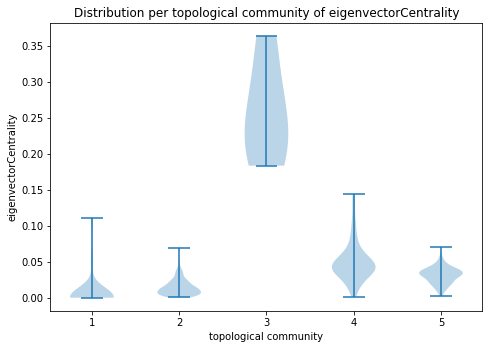 Distribution per topological community of eigenvectorCentrality
eigenvectorCentrality
0.35
0.30
0.25
0.20
0.15
0.10
0.05
0.00
1 2 3 4 5
topological community